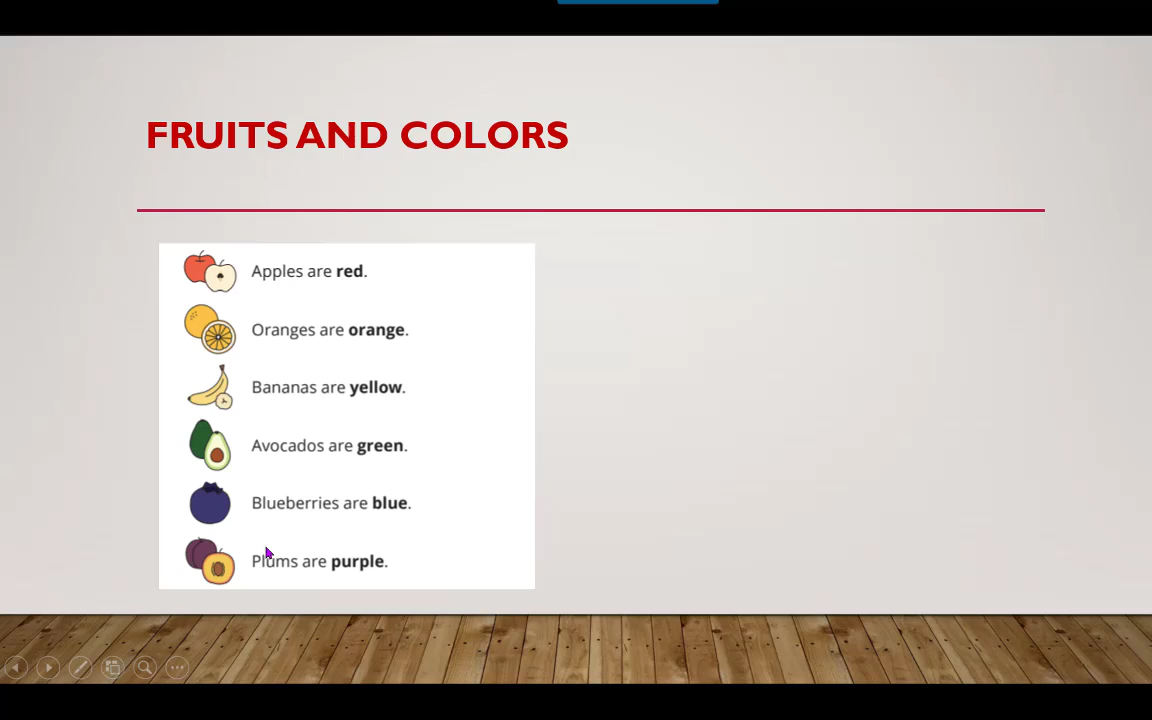 FRUITS AND COLORS
Apples are red.
Oranges are orange.
Bananas are yellow.
Avocados are green.
Blueberries are blue.
Plums are purple.